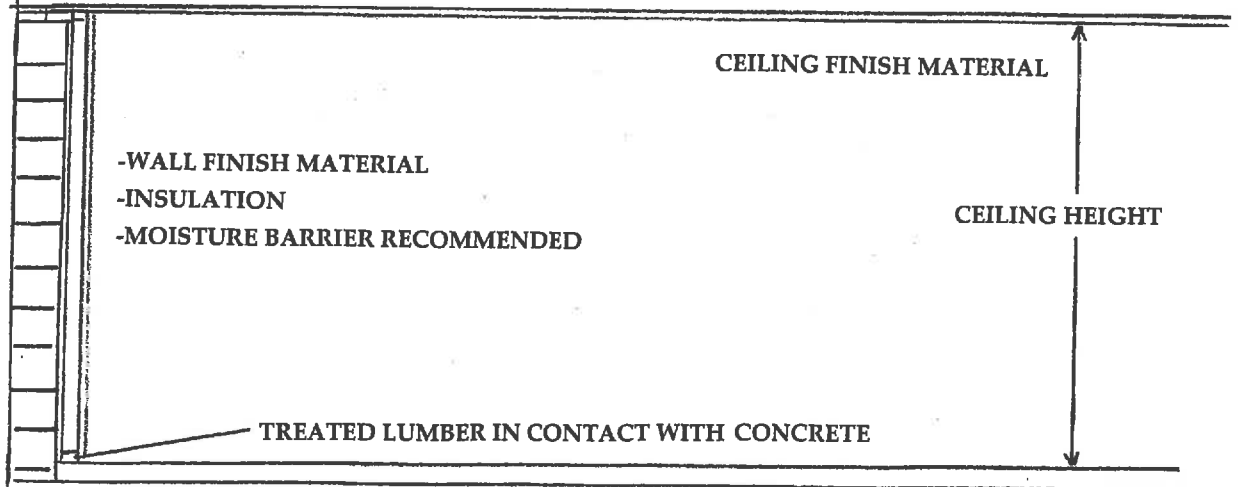 CEILING FINISH MATERIAL
-WALL FINISH MATERIAL
-INSULATION
-MOISTURE BARRIER RECOMMENDED
CEILING HEIGHT
TREATED LUMBER IN CONTACT WITH CONCRETE